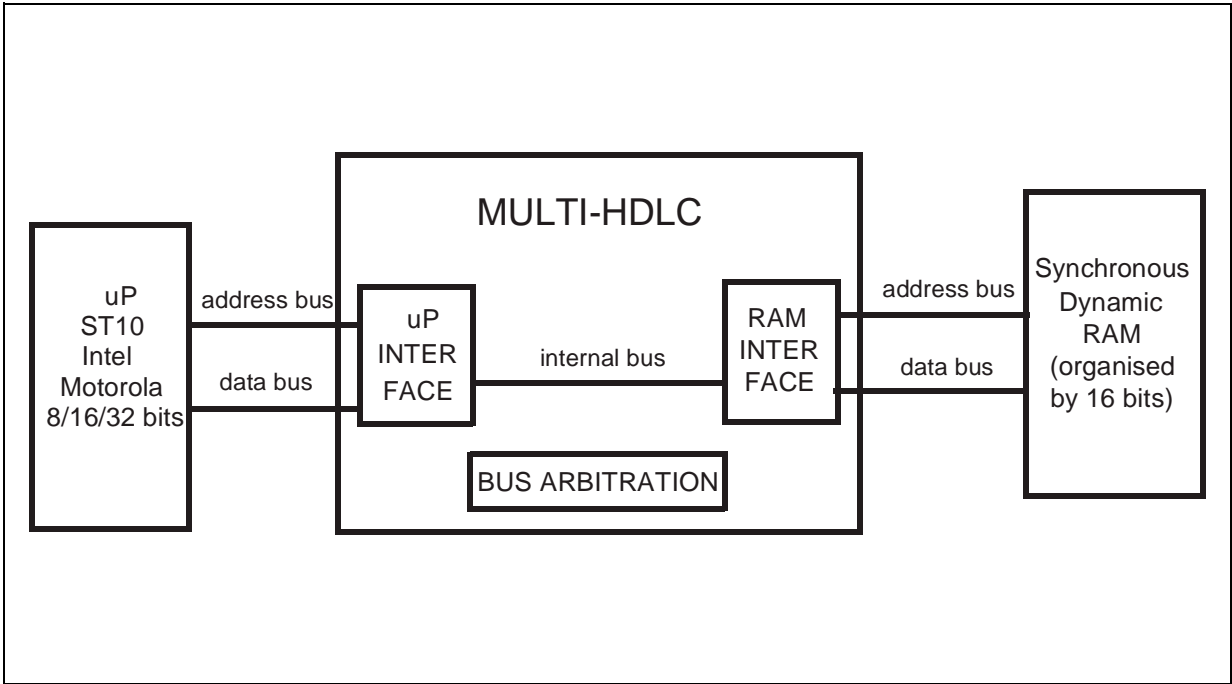 MULTI-HDLC
uP
ST10
Intel
Motorola
8/16/32 bits
address bus
data bus
uP
INTER
FACE
internal bus
RAM
INTER
FACE
BUS ARBITRATION
address bus
data bus
Synchronous
Dynamic
RAM
(organised
by 16 bits)